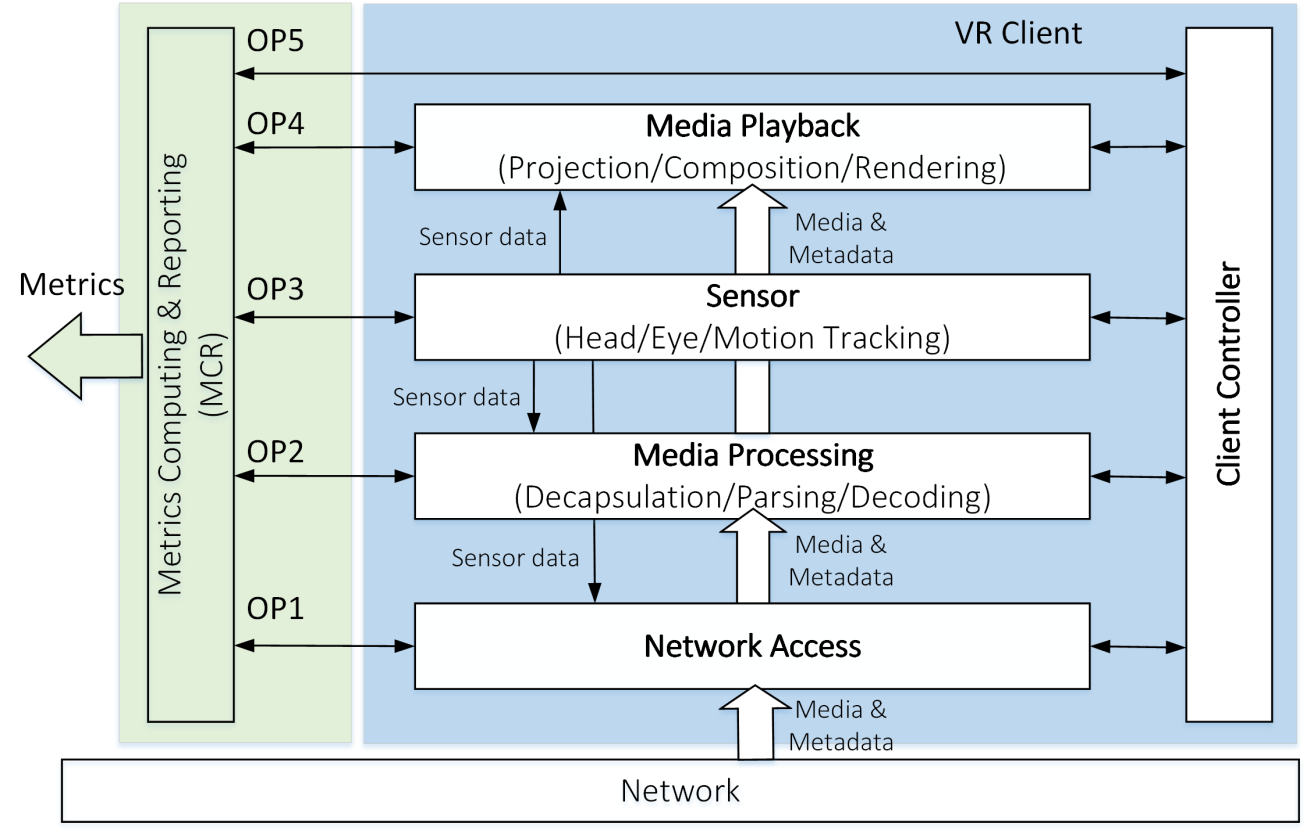 OP5
VR Client
OP4
Media Playback
(Projection/Composition/Rendering)
Sensor data
Media &
Metadata
Metrics
OP3
Sensor
(Head/Eye/Motion Tracking)
Metrics Computing & Reporting
(MCR)
Client Controller
Sensor data
OP2
Media Processing
(Decapsulation/Parsing/Decoding)
Sensor data
Media &
Metadata
OP1
Network Access
Media &
Metadata
Network